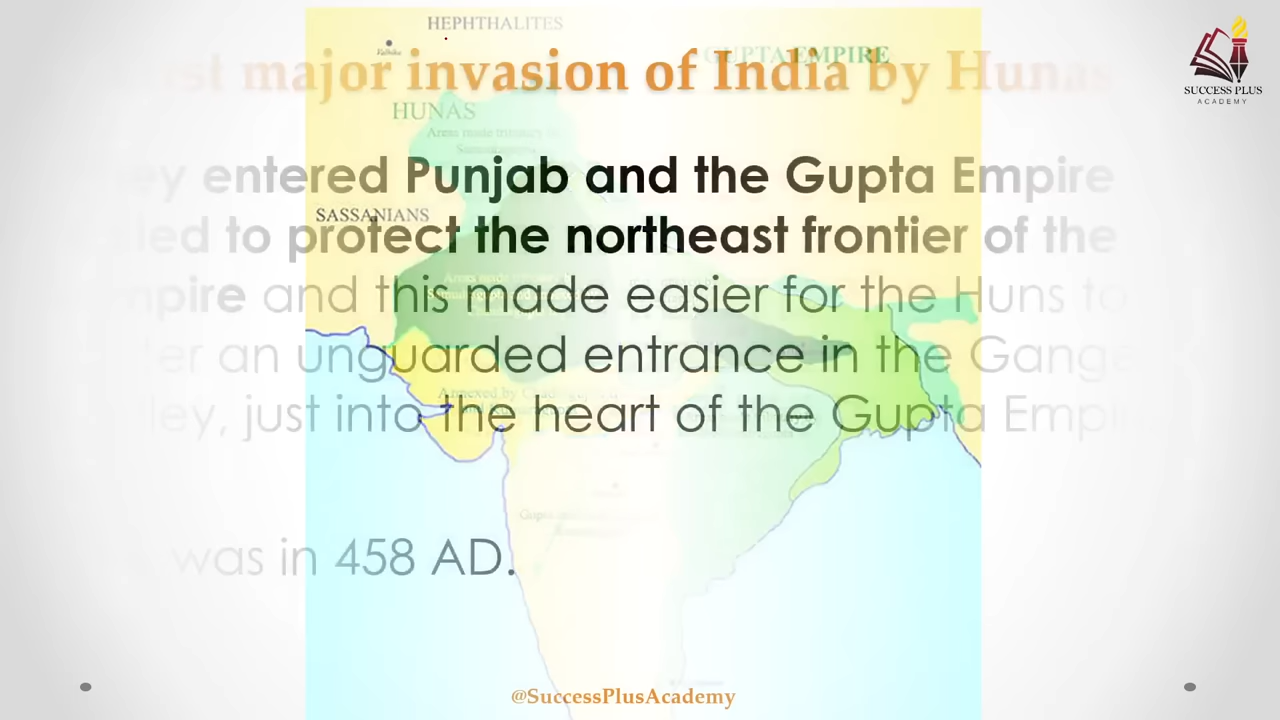 HEPHTHALITES
GUPTA EMPIRE
major invasion of India by Hunas
HUNAS
SUCCESS PLUS
ACADEMY
entered Punjab and the Gupta Empire
SASSANIANS
to protect the northeast frontier of the
and this made easier for the Huns to
an unguarded entrance in the
just into the heart of the Gupta
was in 458 AD.
@SuccessPlusAcademy